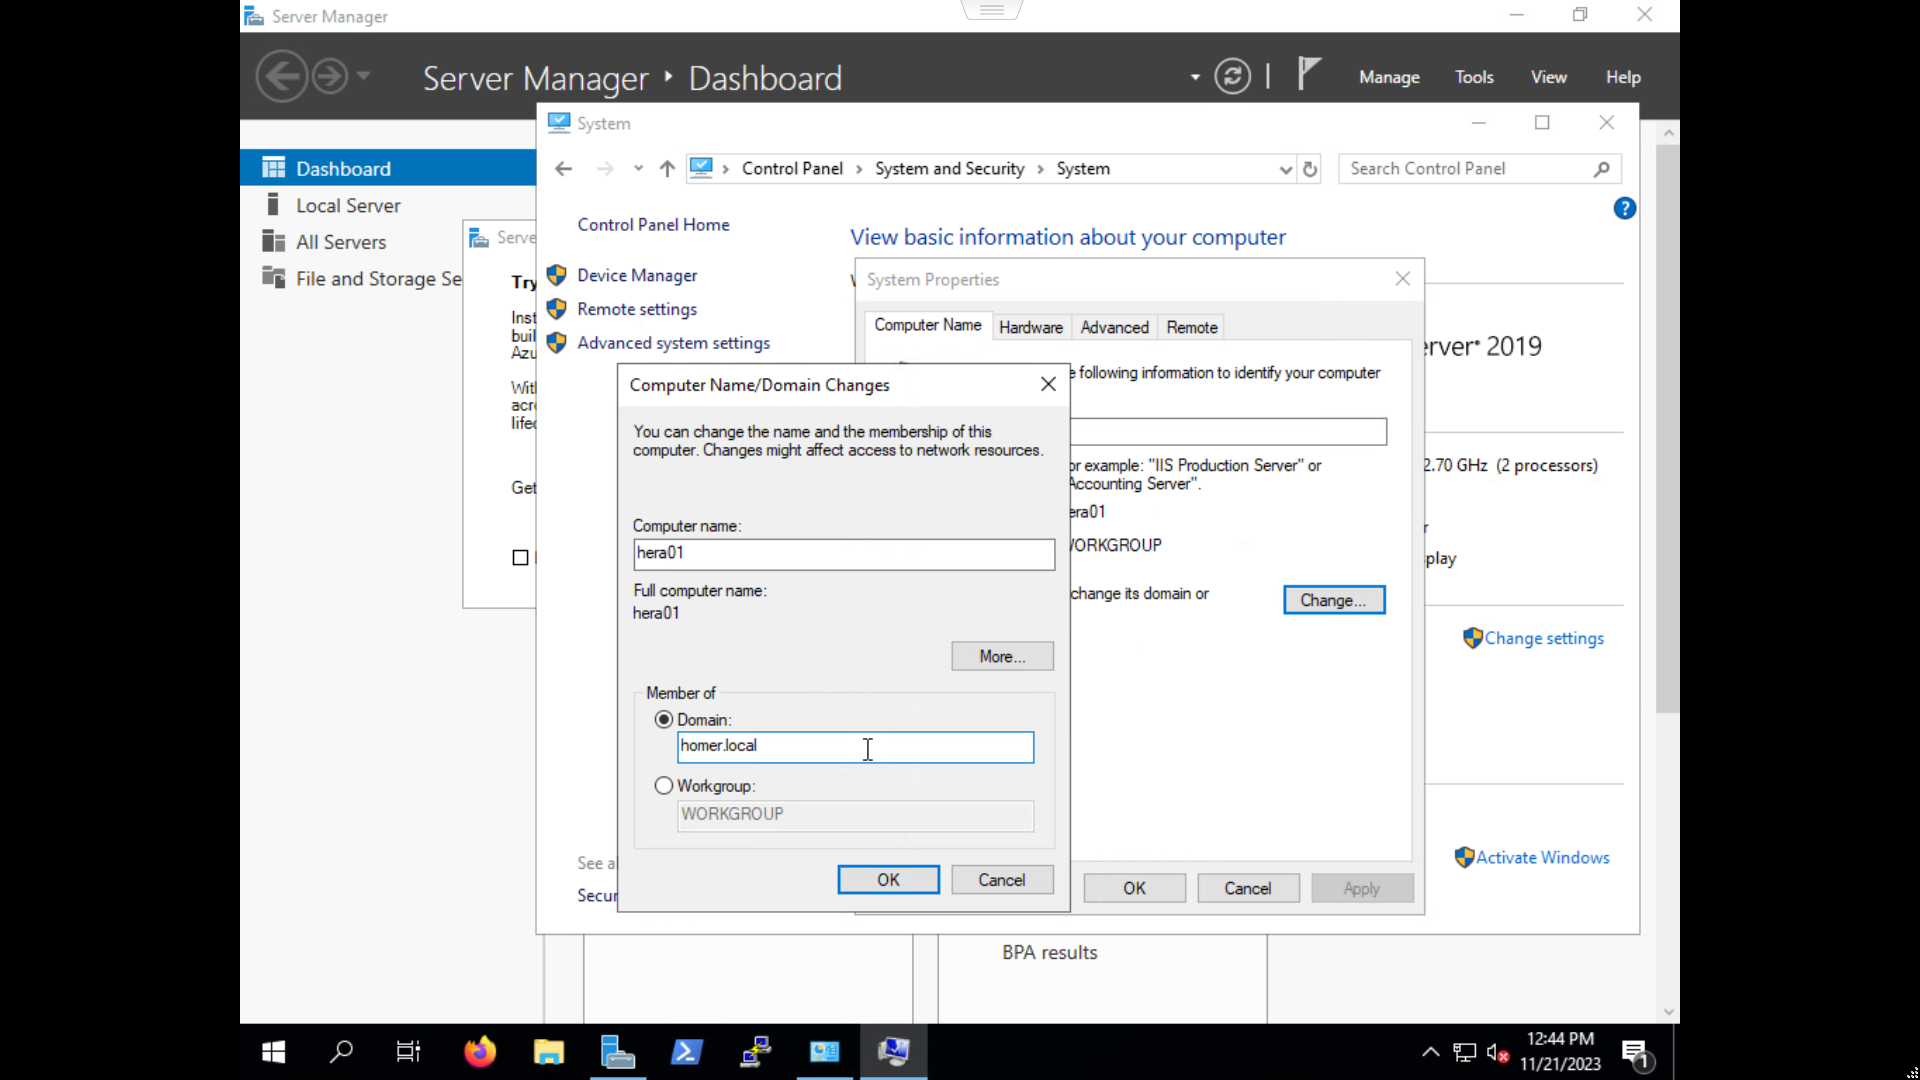 Server Manager
Server Manager ‣ Dashboard
Manage
Tools
View
Help
Dashboard
Local Server
All Servers
File and Storage Se
System
Control Panel
System and Security
System
Search Control Panel
Control Panel Home
Device Manager
Remote settings
Advanced system settings
View basic information about your computer
System Properties
Computer Name
Hardware
Advanced
Remote
e following information to identify your computer
or example: "IIS Production Server" or
Accounting Server".
era01
WORKGROUP
change its domain or
Change...
OK
Cancel
Apply
Computer Name/Domain Changes
You can change the name and the membership of this
computer. Changes might affect access to network resources.
Computer name:
hera01
Full computer name:
hera01
More...
Member of
Domain:
homer.local
Workgroup:
WORKGROUP
OK
Cancel
erver® 2019
2.70 GHz (2 processors)
r
play
Change settings
Activate Windows
Serve
Try
Inst
buil
Azu
With
acro
lifec
Get
See al
Secur
BPA results
12:44 PM
11/21/2023
1